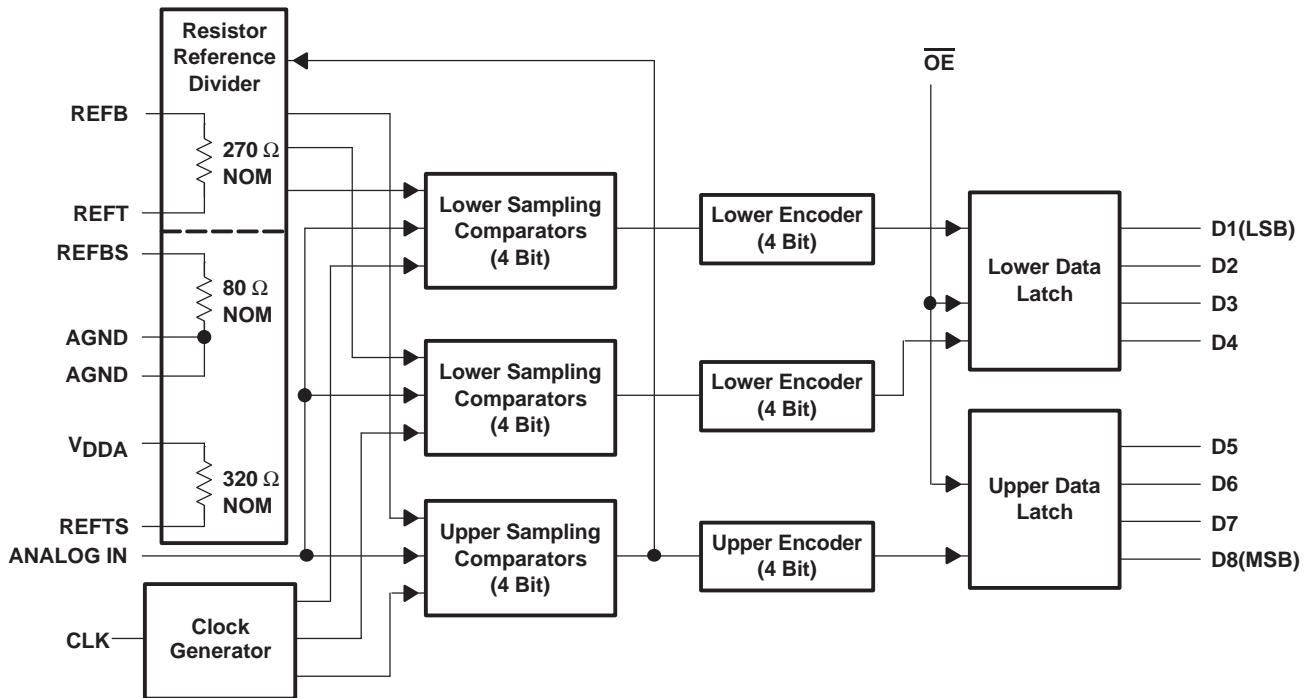 Resistor
Reference
Divider
OE
REFB
270 Ω
NOM
REFT
REFBS
80 Ω
NOM
AGND
AGND
VDDA
320 Ω
NOM
REFTS
ANALOG IN
CLK
Clock
Generator
Lower Sampling
Comparators
(4 Bit)
Lower Encoder
(4 Bit)
Lower Sampling
Comparators
(4 Bit)
Lower Encoder
(4 Bit)
Upper Sampling
Comparators
(4 Bit)
Upper Encoder
(4 Bit)
Lower Data
Latch
D1(LSB)
D2
D3
D4
Upper Data
Latch
D5
D6
D7
D8(MSB)